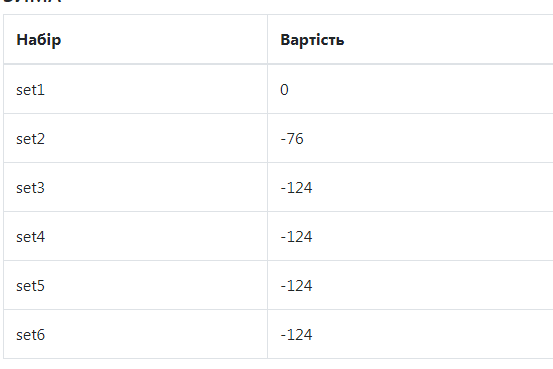 Набір Вартість
set1 0
set2 -76
set3 -124
set4 -124
set5 -124
set6 -124